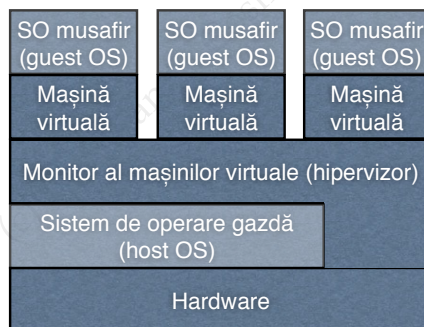 SO musafir
(guest OS)
SO musafir
(guest OS)
SO musafir
(guest OS)
Mașină
virtuală
Mașină
virtuală
Mașină
virtuală
Monitor al mașinilor virtuale (hipervizor)
Sistem de operare gazdă
(host OS)
Hardware